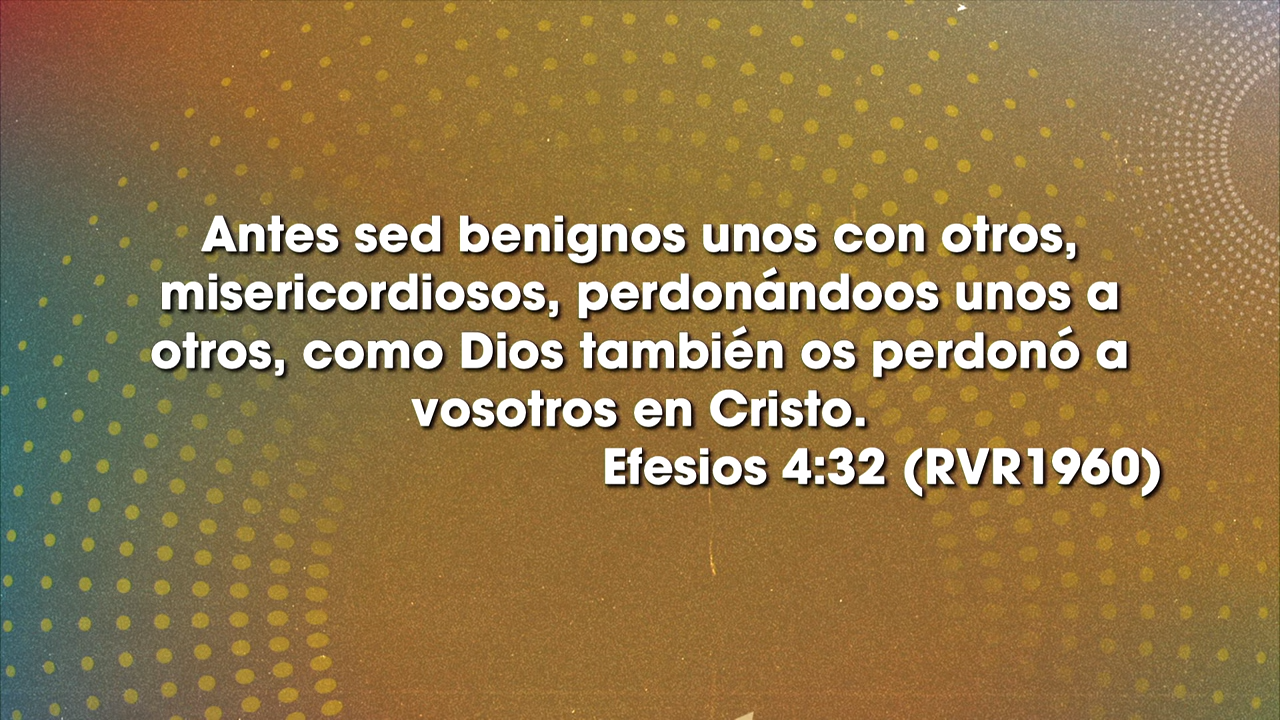 Antes sed benignos unos con otros,
misericordiosos, perdonándoos unos a
otros, como Dios también os perdonó a
vosotros en Cristo.
Efesios 4:32 (RVR1960)